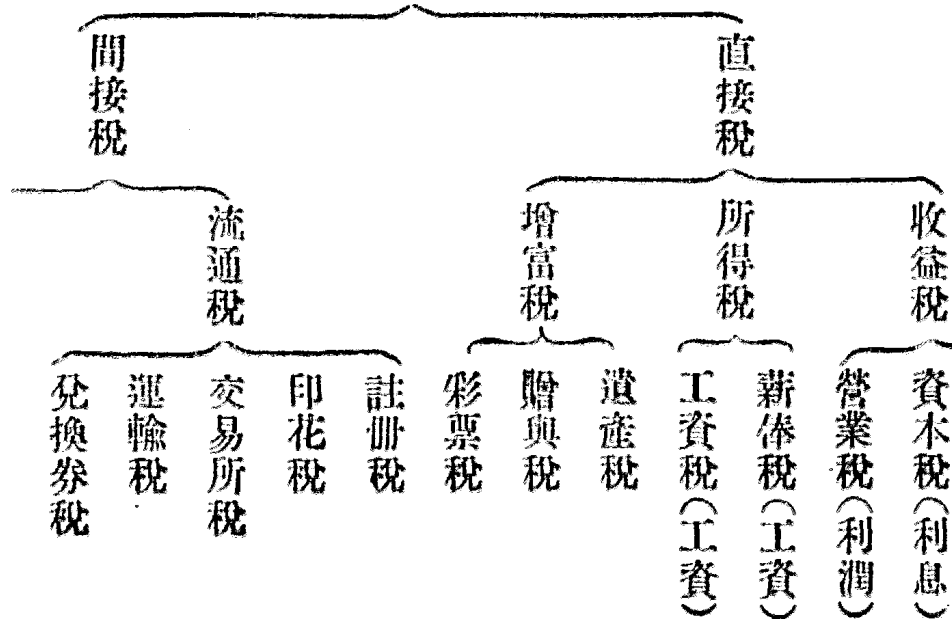 直接稅
間接稅
收益稅
所得稅
增富稅
流通稅
資本稅(利息)
營業稅(利潤)
薪俸稅(工資)
工資稅(工資)
遺產稅
贈與稅
彩票稅
註冊稅
印花稅
交易所稅
運輸稅
兌換券稅